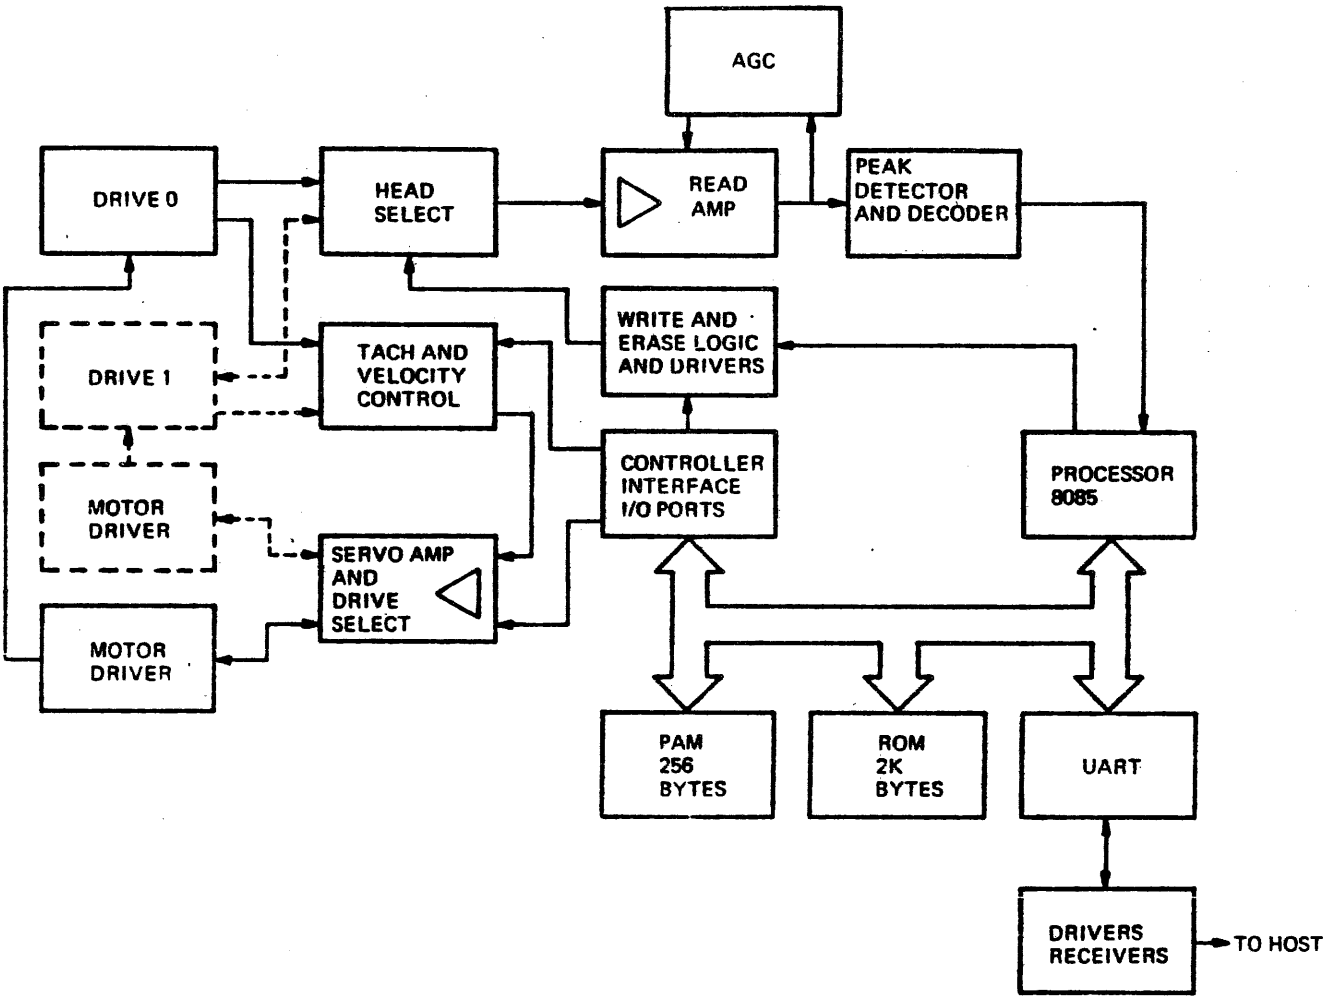 AGC
DRIVE 0
HEAD
SELECT
READ
AMP
PEAK
DETECTOR
AND DECODER
WRITE AND
ERASE LOGIC
AND DRIVERS
TACH AND
VELOCITY
CONTROL
DRIVE 1
CONTROLLER
INTERFACE
I/O PORTS
PROCESSOR
8085
MOTOR
DRIVER
SERVO AMP
AND
DRIVE
SELECT
MOTOR
DRIVER
PAM
256
BYTES
ROM
2K
BYTES
UART
DRIVERS
RECEIVERS
TO HOST